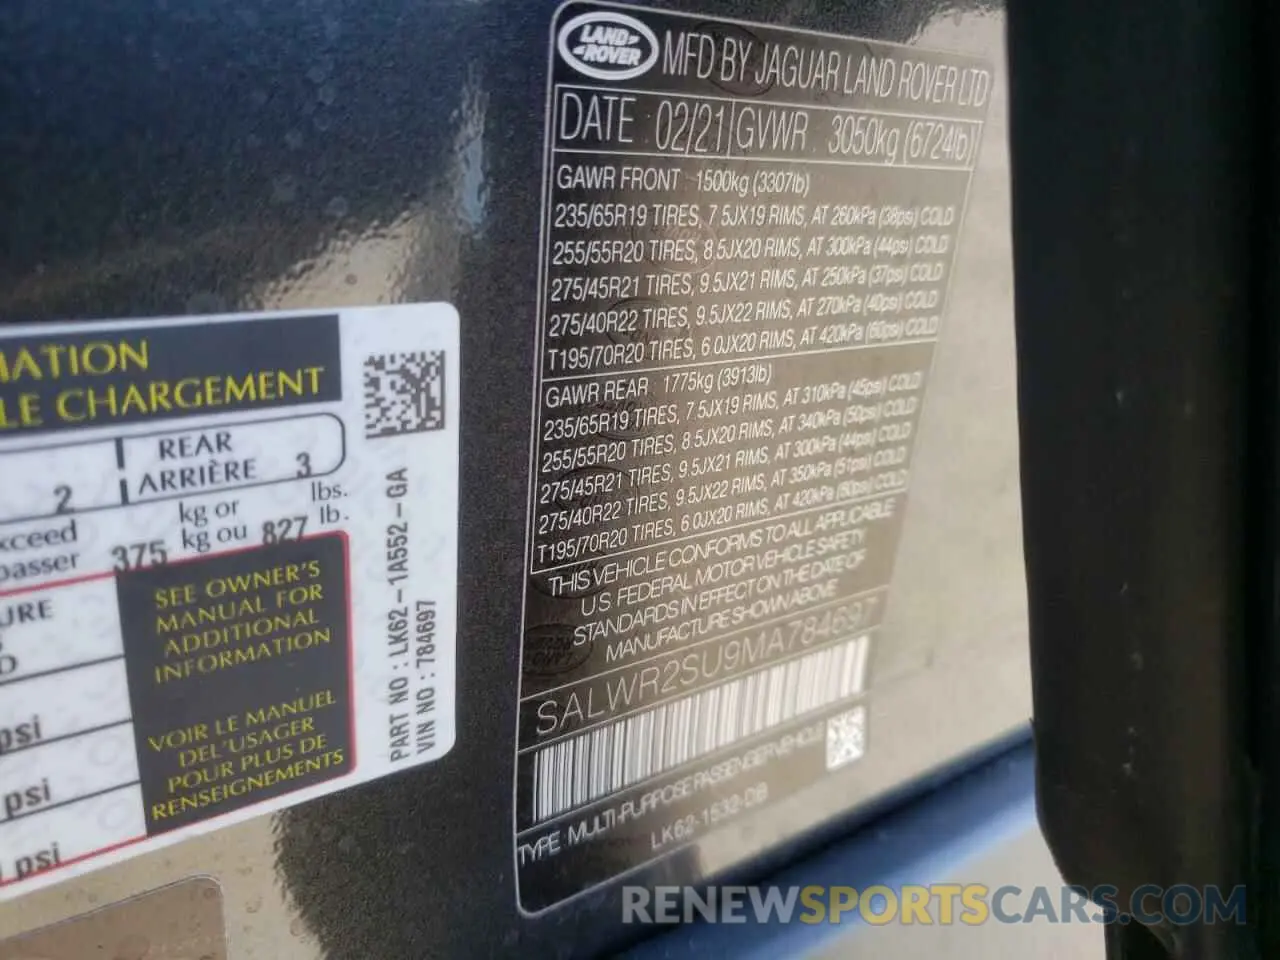 MATION
LE CHARGEMENT
REAR
2 ARRIÈRE 3
exceed kg or lbs.
passer 375 kg ou 827 lb.
URE
D
psi
psi
psi
SEE OWNER'S
MANUAL FOR
ADDITIONAL
INFORMATION
VOIR LE MANUEL
DEL'USAGER
POUR PLUS DE
RENSEIGNEMENTS
PART NO : LK62-1A552-GA
VIN NO : 784697
LAND ROVER
MFD BY JAGUAR LAND ROVER LTD
DATE 02/21 GVWR 3050kg (6724lb)
GAWR FRONT 1500kg (3307lb)
235/65R19 TIRES, 7.5JX19 RIMS, AT 260kPa (38psi) COLD
255/55R20 TIRES, 8.5JX20 RIMS, AT 300kPa (44psi) COLD
275/45R21 TIRES, 9.5JX21 RIMS, AT 250kPa (37psi) COLD
275/40R22 TIRES, 9.5JX22 RIMS, AT 270kPa (40psi) COLD
T195/70R20 TIRES, 6.0JX20 RIMS, AT 420kPa (60psi) COLD
GAWR REAR : 1775kg (3913lb)
235/65R19 TIRES, 7.5JX19 RIMS, AT 310kPa (45psi) COLD
255/55R20 TIRES, 8.5JX20 RIMS, AT 340kPa (50psi) COLD
275/45R21 TIRES, 9.5JX21 RIMS, AT 300kPa (44psi) COLD
275/40R22 TIRES, 9.5JX22 RIMS, AT 350kPa (51psi) COLD
T195/70R20 TIRES, 6.0JX20 RIMS, AT 420kPa (60psi) COLD
THIS VEHICLE CONFORMS TO ALL APPLICABLE
U.S. FEDERAL MOTOR VEHICLE SAFETY
STANDARDS IN EFFECT ON THE DATE OF
MANUFACTURE SHOWN ABOVE
SALWR2SU9MA784697
TYPE MULTI-PURPOSE PASSENGER VEHICLE
LK62-1532-DB
RENEWSPORTSCARS.COM